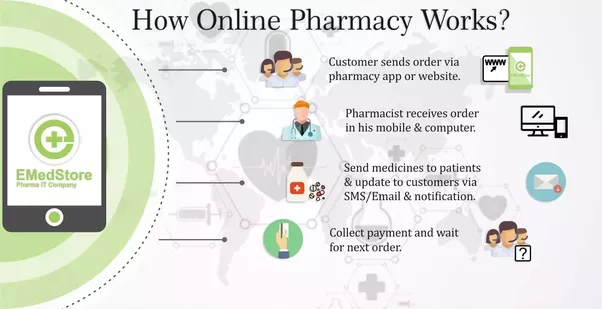 How Online Pharmacy Works?
Customer sends order via
pharmacy app or website.
WWW
EMedStore
Pharmacist receives order
in his mobile & computer.
EMedStore
Pharma IT Company
Send medicines to patients
& update to customers via
SMS/Email & notification.
Collect payment and wait
for next order.
?